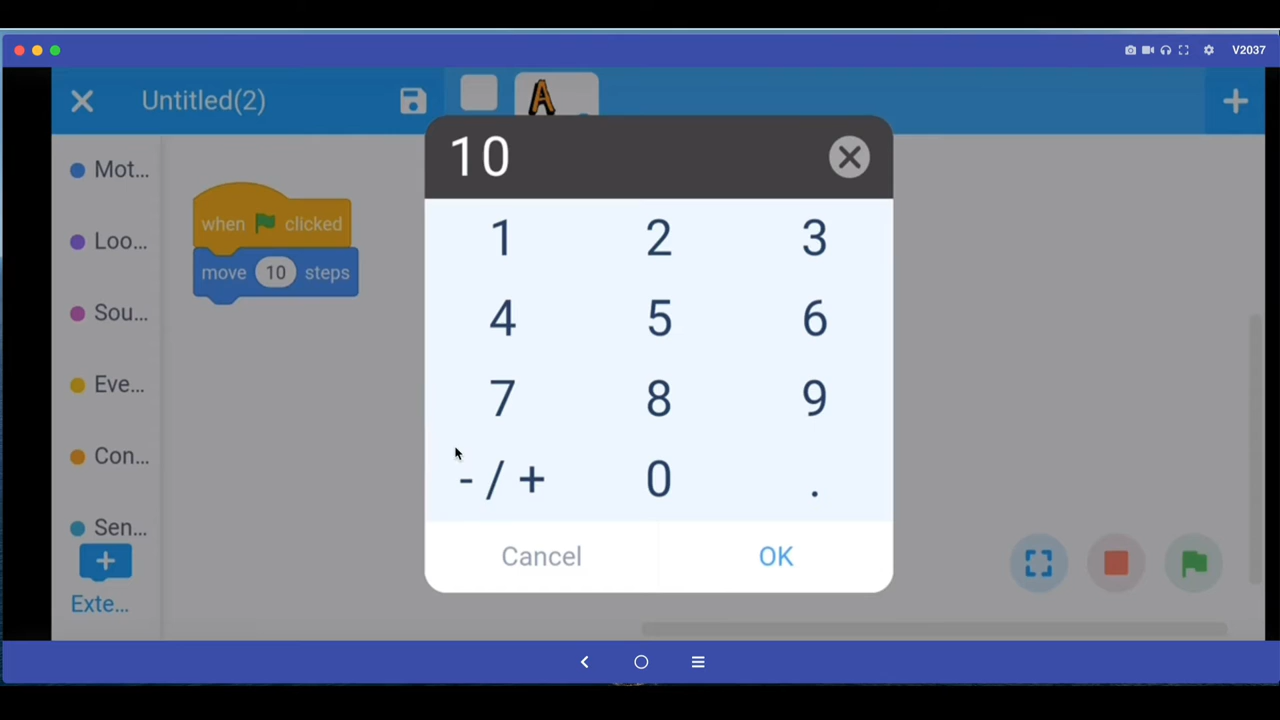 V2037
Untitled(2)
A
10
Mot...
when clicked
move 10 steps
Loo...
Sou...
Eve...
Con...
Sen...
Exte...
1 2 3
4 5 6
7 8 9
- / + 0 .
Cancel OK